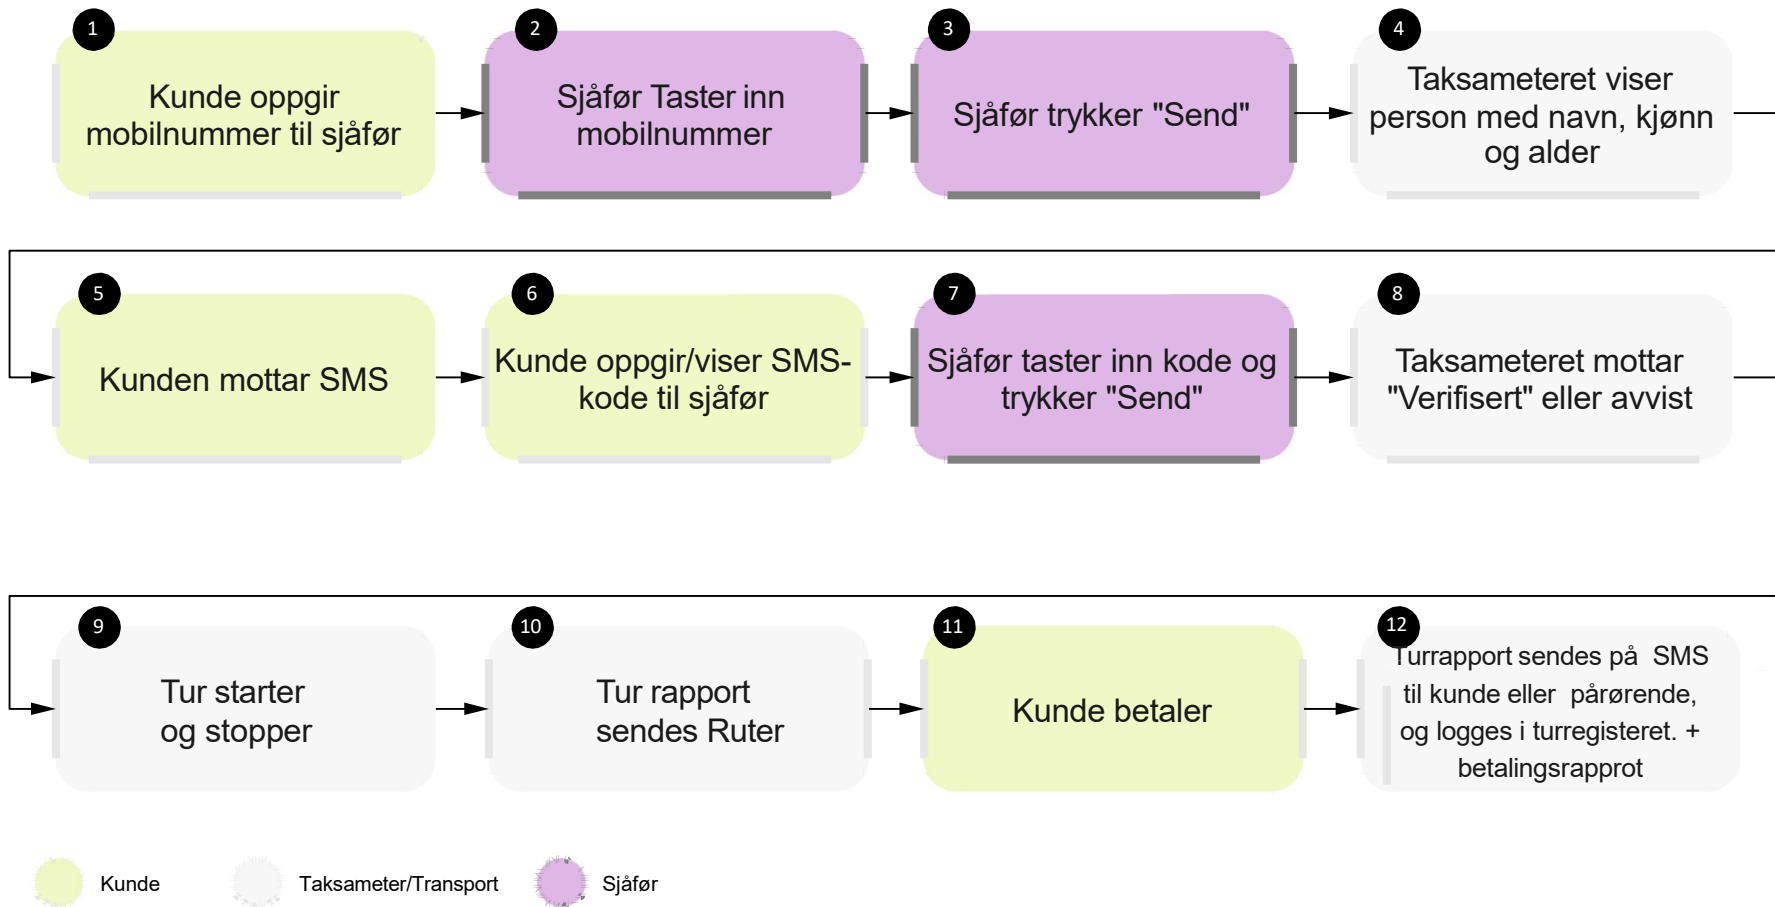 1
Kunde oppgir
mobilnummer til sjåfør
2
Sjåfør Taster inn
mobilnummer
3
Sjåfør trykker "Send"
4
Taksameteret viser
person med navn, kjønn
og alder
5
Kunden mottar SMS
6
Kunde oppgir/viser SMS-
kode til sjåfør
7
Sjåfør taster inn kode og
trykker "Send"
8
Taksameteret mottar
"Verifisert" eller avvist
9
Tur starter
og stopper
10
Tur rapport
sendes Ruter
11
Kunde betaler
12
Turrapport sendes på SMS
til kunde eller pårørende,
og logges i turregisteret. +
betalingsrapprot
Kunde
Taksameter/Transport
Sjåfør